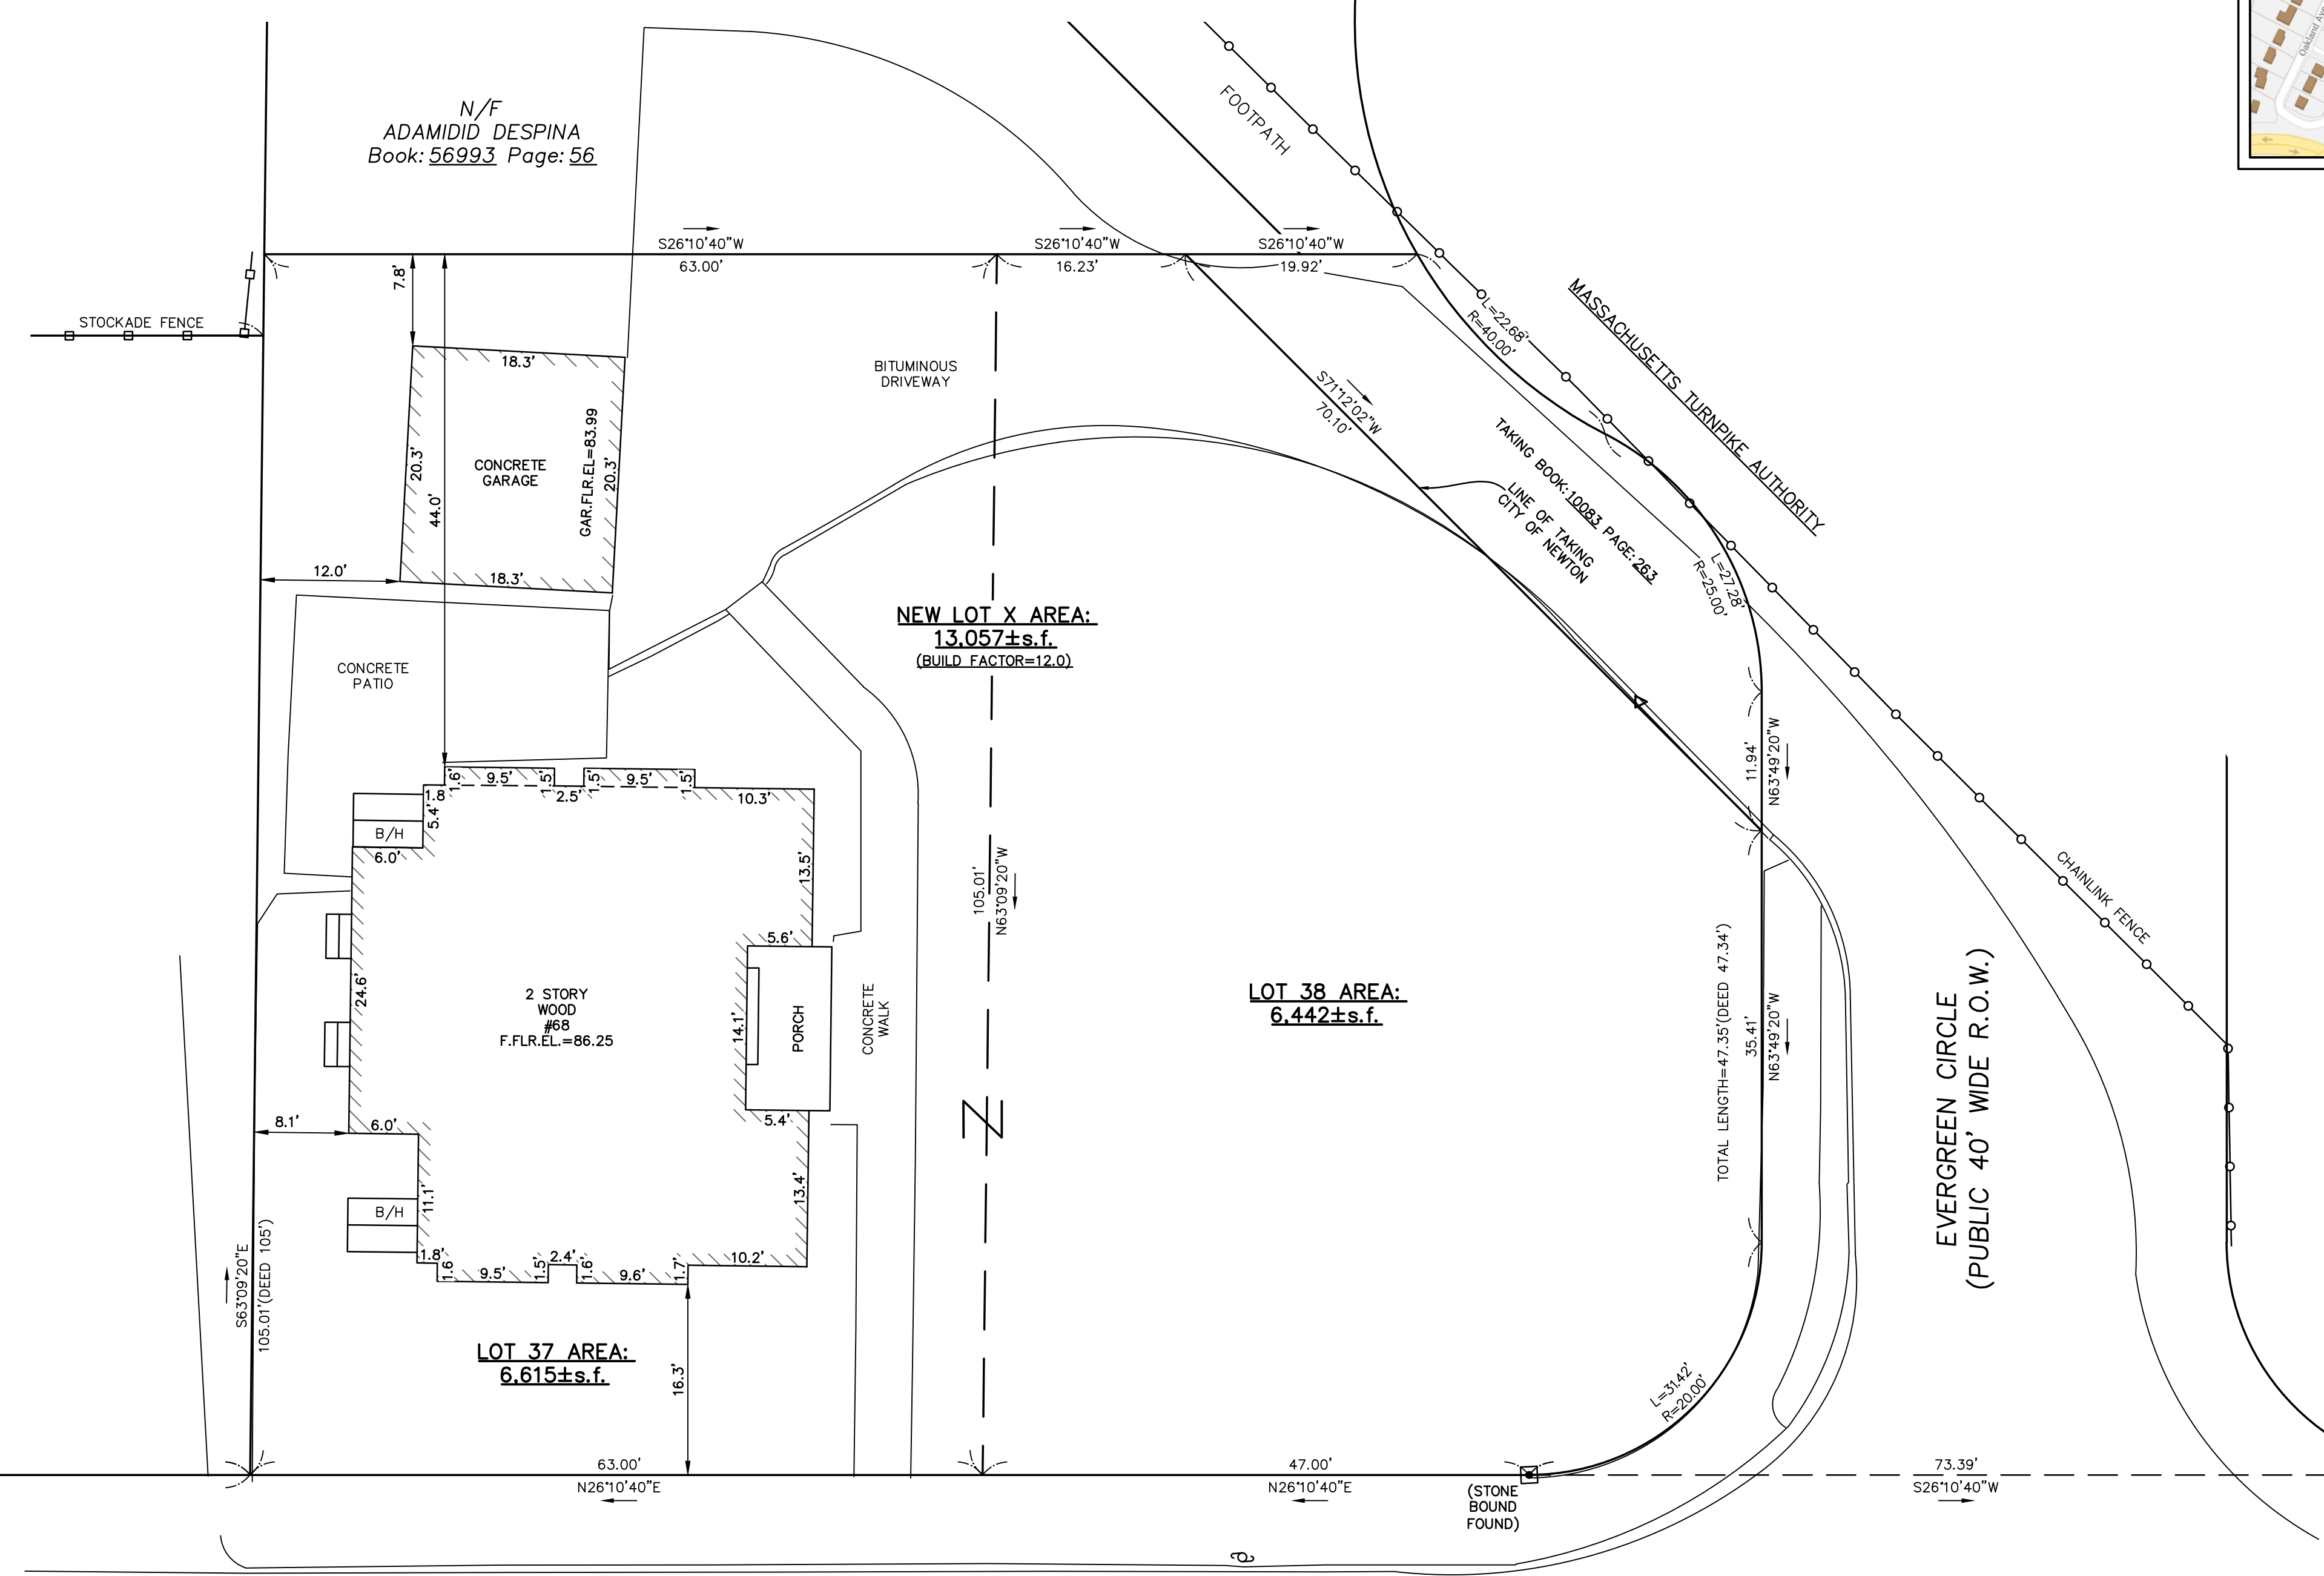 Oakland Av
N/F
ADAMIDID DESPINA
Book: 56993 Page: 56
FOOTPATH
S26°10'40"W
63.00'
S26°10'40"W
16.23'
S26°10'40"W
19.92'
STOCKADE FENCE
7.8'
18.3'
20.3'
44.0'
CONCRETE
GARAGE
GAR.FLR.EL=83.99
20.3'
18.3'
12.0'
BITUMINOUS
DRIVEWAY
L=22.68'
R=40.00'
MASSACHUSETTS TURNPIKE AUTHORITY
S71°12'02"W
70.10'
TAKING BOOK:10083 PAGE:263
LINE OF TAKING
CITY OF NEWTON
L=27.28'
R=25.00'
CONCRETE
PATIO
NEW LOT X AREA:
13,057±s.f.
(BUILD FACTOR=12.0)
11.94'
N63°49'20"W
1.8'
1.6'
9.5'
1.5'
2.5'
1.5'
9.5'
1.5'
10.3'
5.4'
B/H
6.0'
13.5'
105.01'
N63°09'20"W
CHAINLINK FENCE
5.6'
24.6'
2 STORY
WOOD
#68
F.FLR.EL.=86.25
14.1'
PORCH
CONCRETE
WALK
LOT 38 AREA:
6,442±s.f.
TOTAL LENGTH=47.35'(DEED 47.34')
35.41'
N63°49'20"W
EVERGREEN CIRCLE
(PUBLIC 40' WIDE R.O.W.)
8.1'
6.0'
5.4'
11.1'
B/H
13.4'
1.8'
1.6'
9.5'
1.5'
2.4'
1.6'
9.6'
1.7'
10.2'
S63°09'20"E
105.01'(DEED 105')
LOT 37 AREA:
6,615±s.f.
16.3'
L=31.42'
R=20.00'
63.00'
N26°10'40"E
47.00'
N26°10'40"E
(STONE
BOUND
FOUND)
73.39'
S26°10'40"W